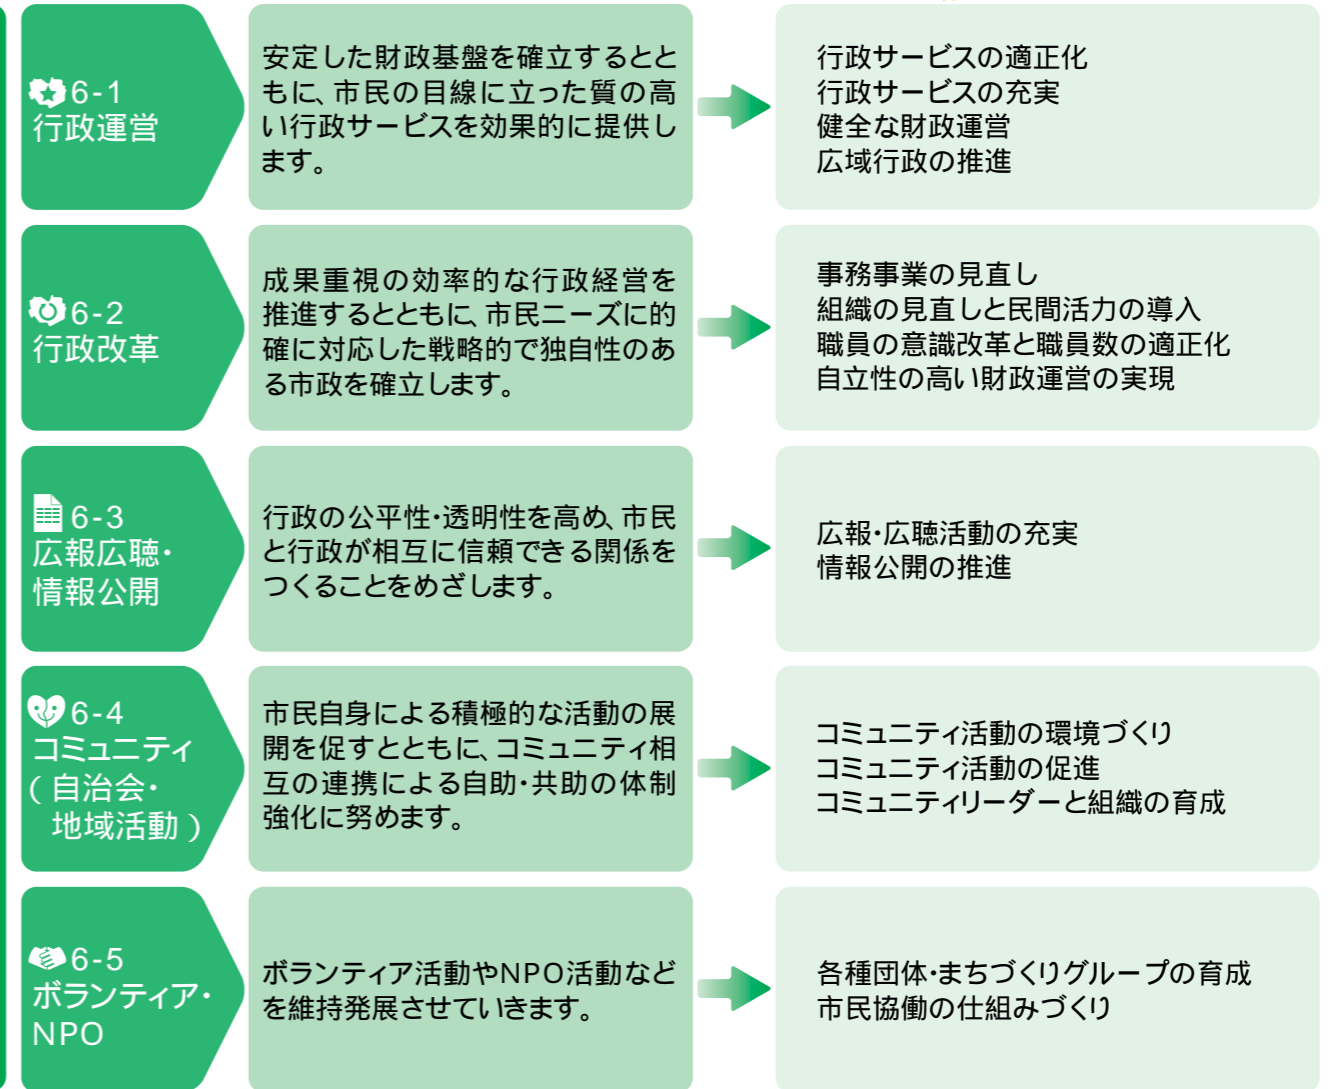 6-1
行政運営
安定した財政基盤を確立するとと
もに、市民の目線に立った質の高
い行政サービスを効果的に提供し
ます。
行政サービスの適正化
行政サービスの充実
健全な財政運営
広域行政の推進
6-2
行政改革
成果重視の効率的な行政経営を
推進するとともに、市民ニーズに的
確に対応した戦略的で独自性のあ
る市政を確立します。
事務事業の見直し
組織の見直しと民間活力の導入
職員の意識改革と職員数の適正化
自立性の高い財政運営の実現
6-3
広報広聴・
情報公開
行政の公平性・透明性を高め、市民
と行政が相互に信頼できる関係を
つくることをめざします。
広報・広聴活動の充実
情報公開の推進
6-4
コミュニティ
（自治会・
地域活動）
市民自身による積極的な活動の展
開を促すとともに、コミュニティ相
互の連携による自助・共助の体制
強化に努めます。
コミュニティ活動の環境づくり
コミュニティ活動の促進
コミュニティリーダーと組織の育成
6-5
ボランティア・
NPO
ボランティア活動やNPO活動など
を維持発展させていきます。
各種団体・まちづくりグループの育成
市民協働の仕組みづくり